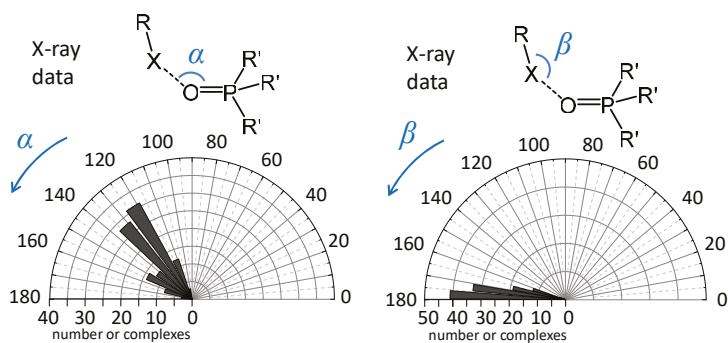 X-ray
data
R
X
α
O=P
R'
R'
R'
α
180
160
140
120
100
80
60
40
20
0
40 30 20 10 0
number or complexes
X-ray
data
R
β
X
O=P
R'
R'
R'
β
180
160
140
120
100
80
60
40
20
0
50 40 30 20 10 0
number or complexes